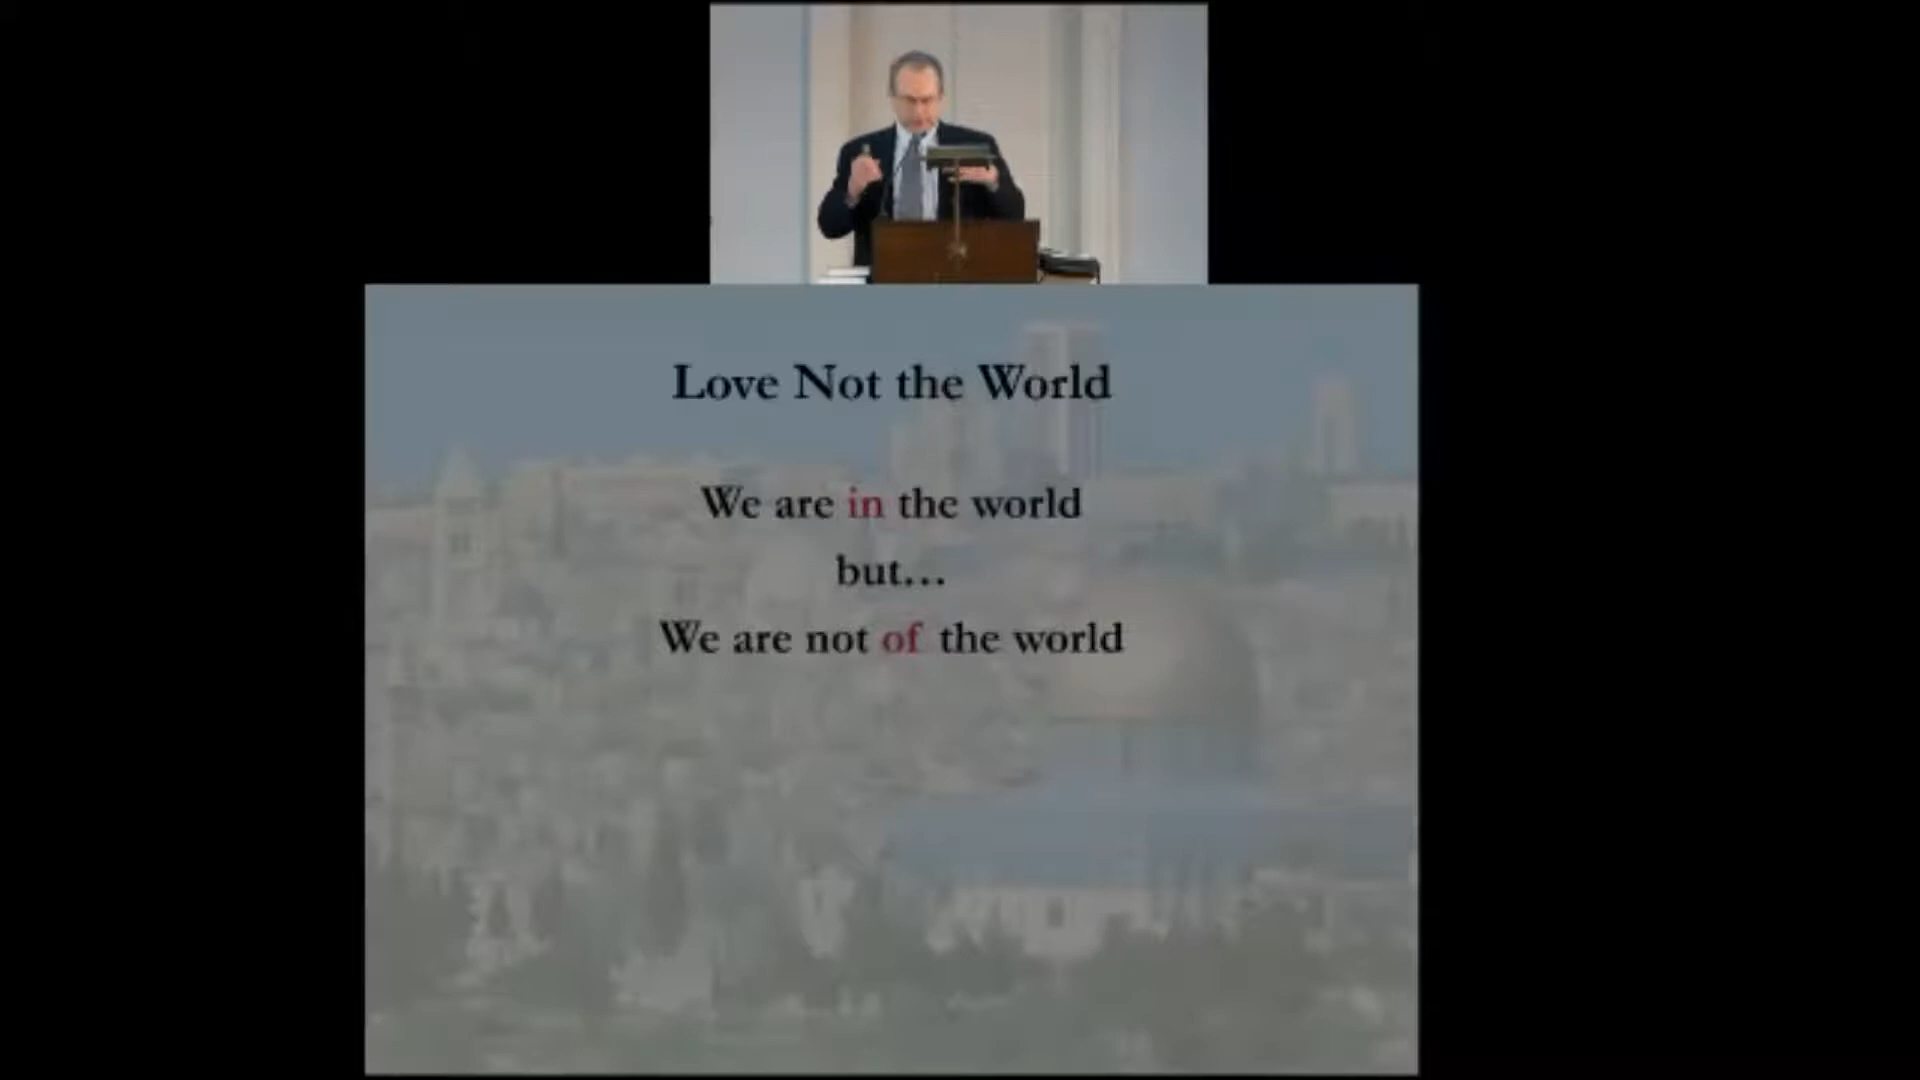 Love Not the World
We are in the world
but...
We are not of the world